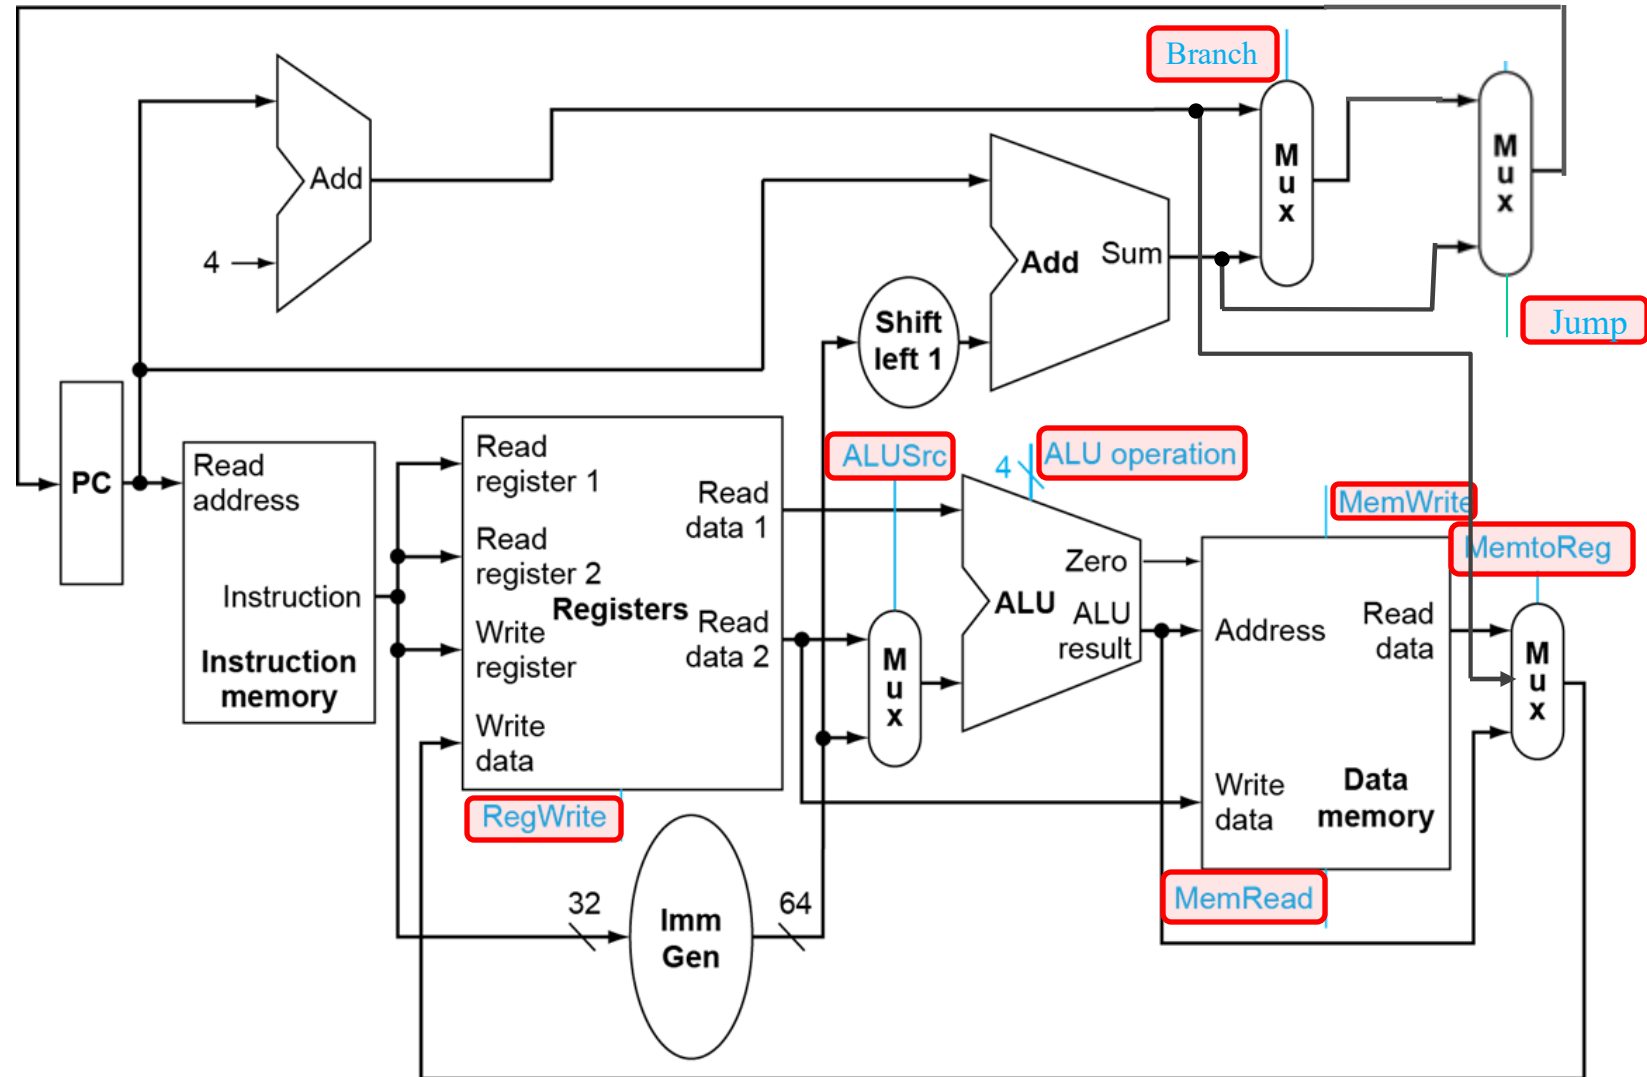 Branch
M
u
x
M
u
x
Add
4
Add
Sum
Shift
left 1
Jump
PC
Read
address
Instruction
Instruction
memory
Read
register 1
Read
register 2
Write
register
Write
data
Registers
Read
data 1
Read
data 2
RegWrite
ALUSrc
M
u
x
4
ALU operation
Zero
ALU
ALU
result
MemWrite
MemtoReg
Address
Read
data
Write
data
Data
memory
M
u
x
MemRead
32
Imm
Gen
64